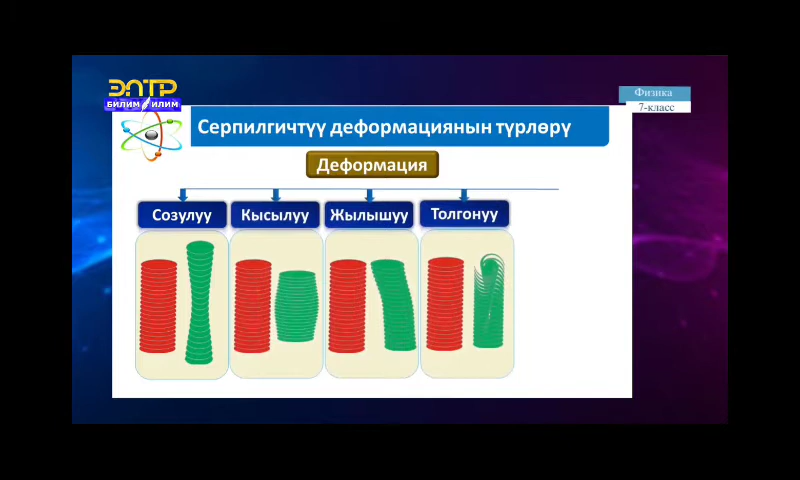 ЭЛТР
БИЛИМ ИЛИМ
Физика
7-класс
Серпилгичтүү деформациянын түрлөрү
Деформация
Созулуу
Кысылуу
Жылышуу
Толгонуу